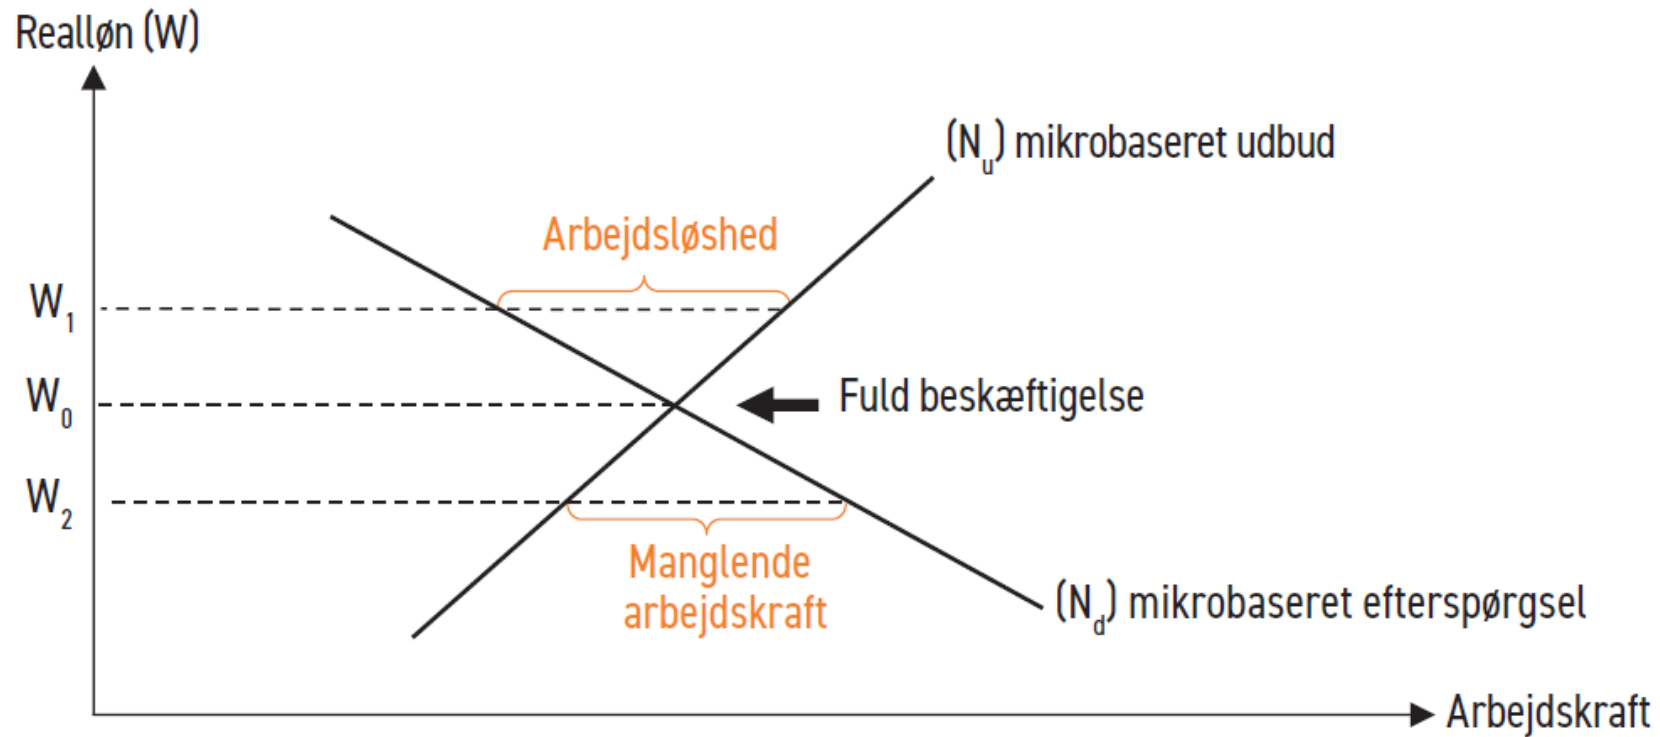 Realløn (W)
(Nu) mikrobaseret udbud
Arbejdsløshed
W1
W0
Fuld beskæftigelse
W2
Manglende
arbejdskraft
(Nd) mikrobaseret efterspørgsel
Arbejdskraft